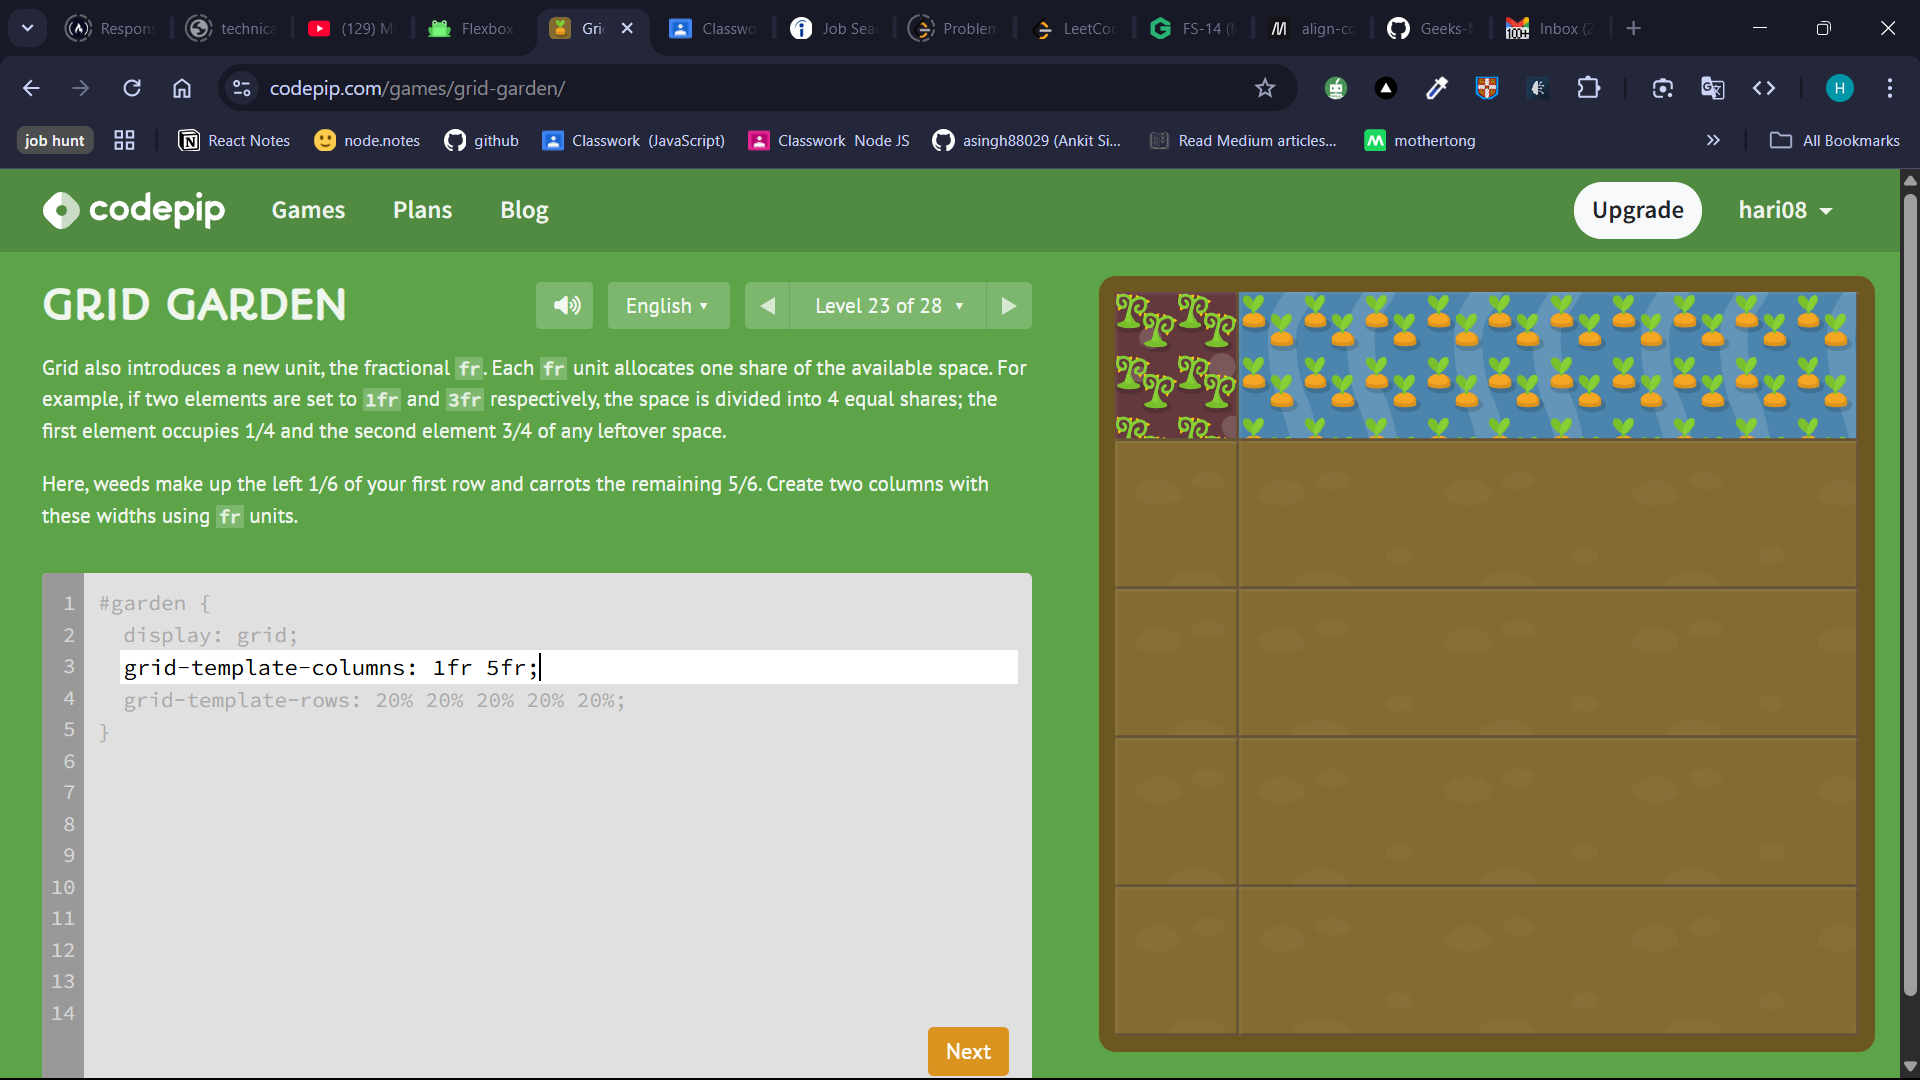 Respons
technica
(129) M
Flexbox
Gri
Classwo
Job Sea
Problem
LeetCoc
FS-14 (
align-co
Geeks-
Inbox (2
codepip.com/games/grid-garden/
H
job hunt
React Notes
node.notes
github
Classwork (JavaScript)
Classwork Node JS
asingh88029 (Ankit Si...
Read Medium articles...
mothertong
All Bookmarks
codepip
Games
Plans
Blog
Upgrade
hari08
GRID GARDEN
English
Level 23 of 28
Grid also introduces a new unit, the fractional fr. Each fr unit allocates one share of the available space. For
example, if two elements are set to 1fr and 3fr respectively, the space is divided into 4 equal shares; the
first element occupies 1/4 and the second element 3/4 of any leftover space.
Here, weeds make up the left 1/6 of your first row and carrots the remaining 5/6. Create two columns with
these widths using fr units.
1 #garden {
2 display: grid;
3 grid-template-columns: 1fr 5fr;
4 grid-template-rows: 20% 20% 20% 20% 20%;
5 }
6
7
8
9
10
11
12
13
14
Next